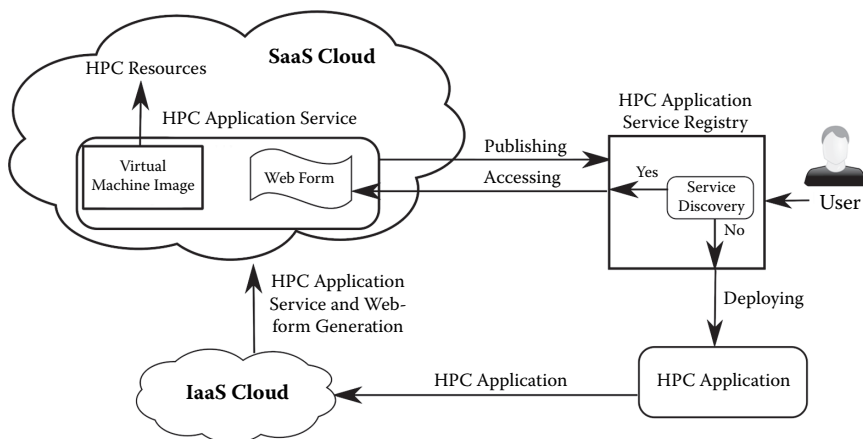 SaaS Cloud
HPC Resources
HPC Application Service
Virtual
Machine Image
Web Form
Publishing
Accessing
HPC Application
Service Registry
Yes
Service
Discovery
No
User
Deploying
HPC Application
Service and Web-
form Generation
IaaS Cloud
HPC Application
HPC Application